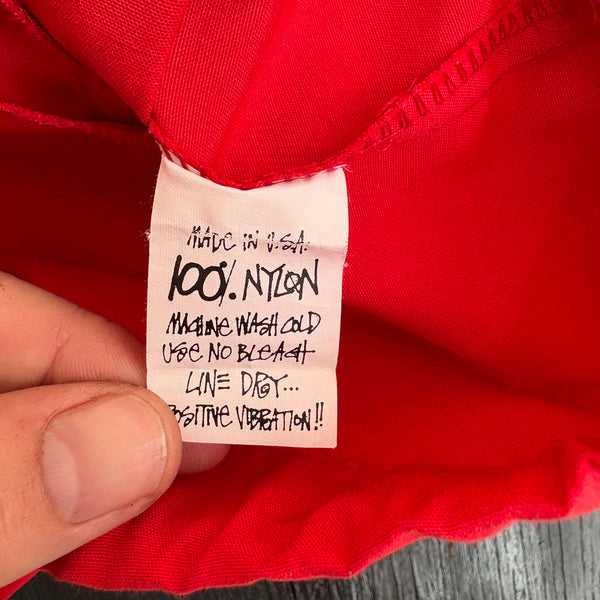 MADE IN U.S.A.
100% NYLON
MACHINE WASH COLD
USE NO BLEACH
LINE DRY...
POSITIVE VIBRATION!!